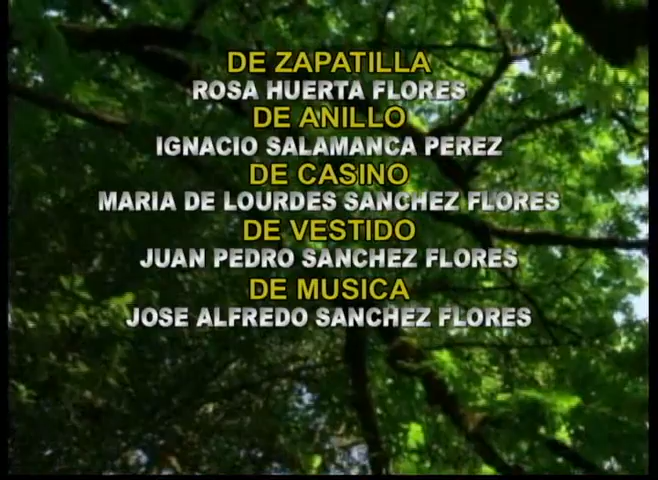 DE ZAPATILLA
ROSA HUERTA FLORES
DE ANILLO
IGNACIO SALAMANCA PEREZ
DE CASINO
MARIA DE LOURDES SANCHEZ FLORES
DE VESTIDO
JUAN PEDRO SANCHEZ FLORES
DE MUSICA
JOSE ALFREDO SANCHEZ FLORES